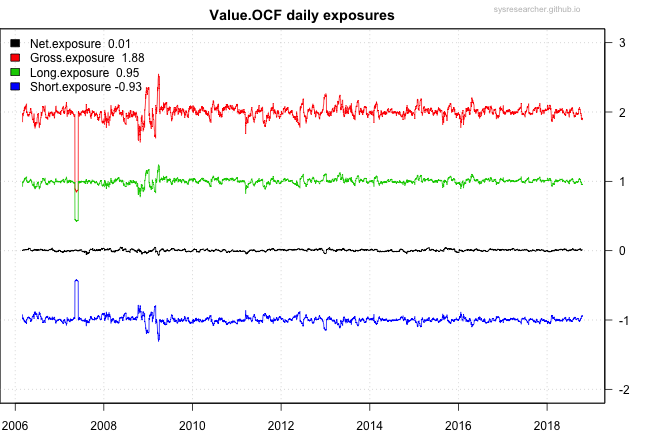 Value.OCF daily exposures
sysresearcher.github.io
Net.exposure 0.01
Gross.exposure 1.88
Long.exposure 0.95
Short.exposure -0.93
3
2
1
0
-1
-2
2006 2008 2010 2012 2014 2016 2018